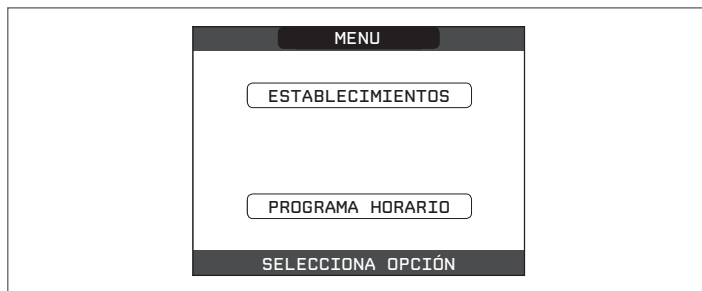 MENU
ESTABLECIMIENTOS
PROGRAMA HORARIO
SELECCIONA OPCIÓN